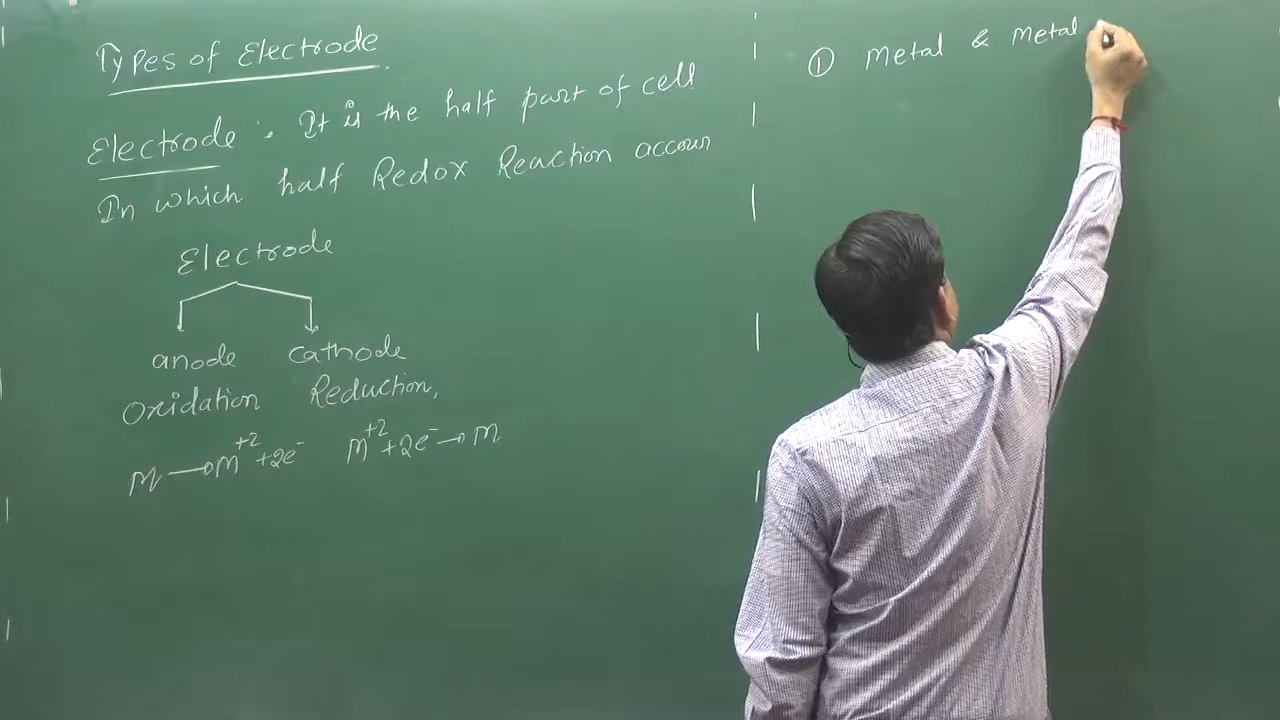 Types of Electrode
Electrode : It is the half part of cell
In which half Redox Reaction accour
Electrode
anode cathode
Oxidation Reduction,
M → M+2 + 2e- M+2 + 2e- → M
① Metal & Metal